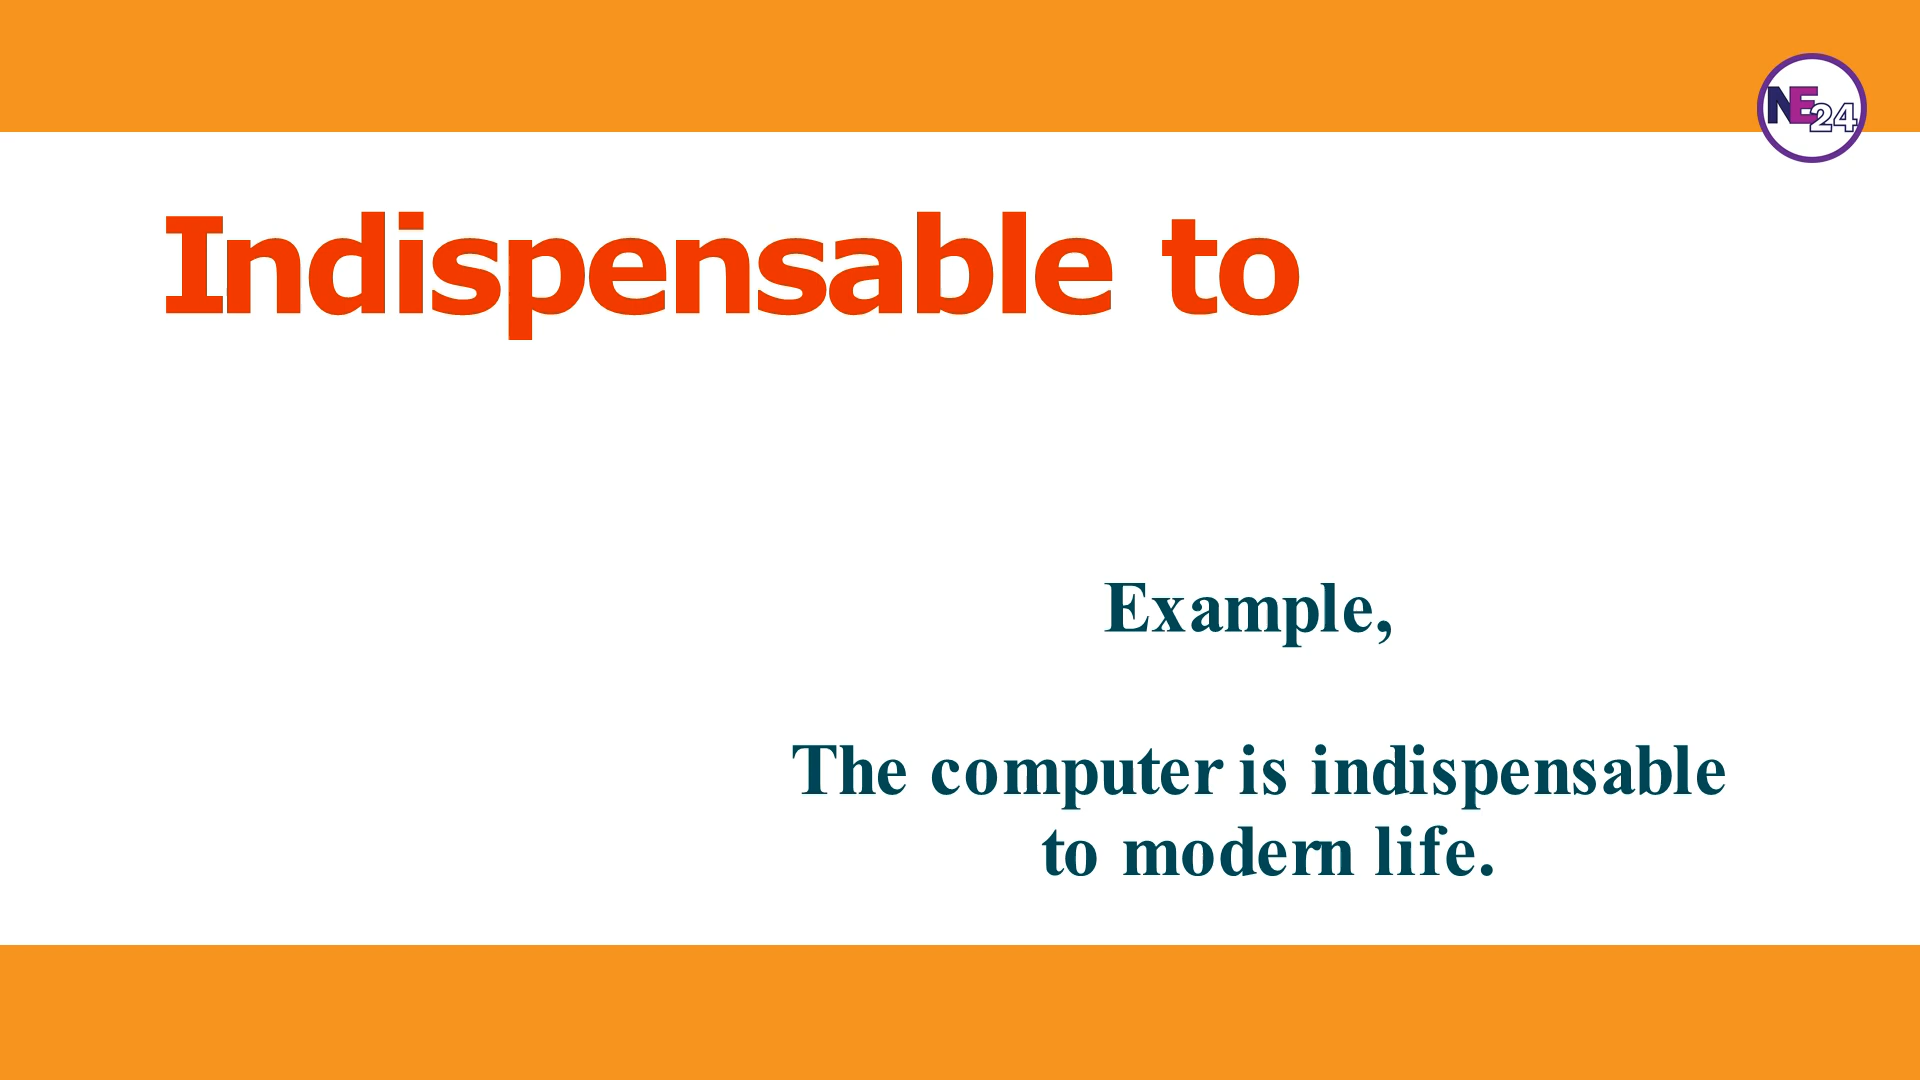 NE24
Indispensable to
Example,
The computer is indispensable
to modern life.